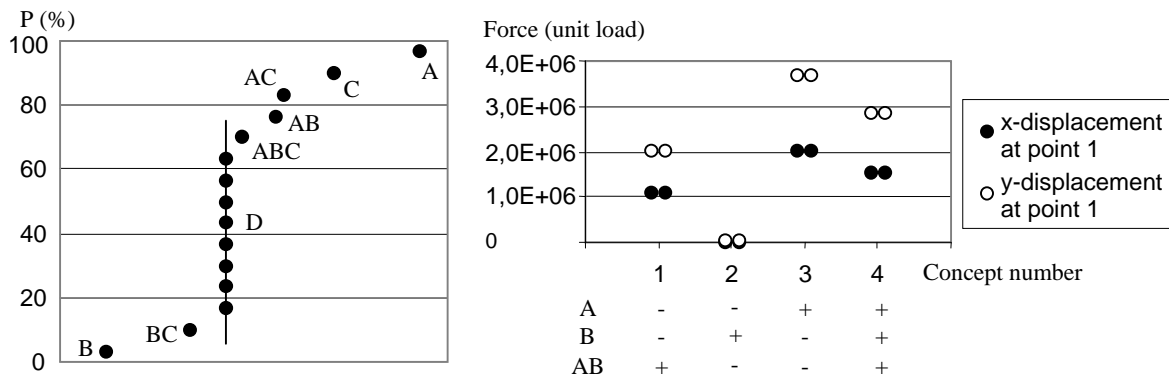 P (%)
100
80
60
40
20
0
A
C
AC
AB
ABC
D
BC
B
Force (unit load)
4,0E+06
3,0E+06
2,0E+06
1,0E+06
0
1 2 3 4 Concept number
A - - + +
B - + - +
AB + - - +
x-displacement
at point 1
y-displacement
at point 1